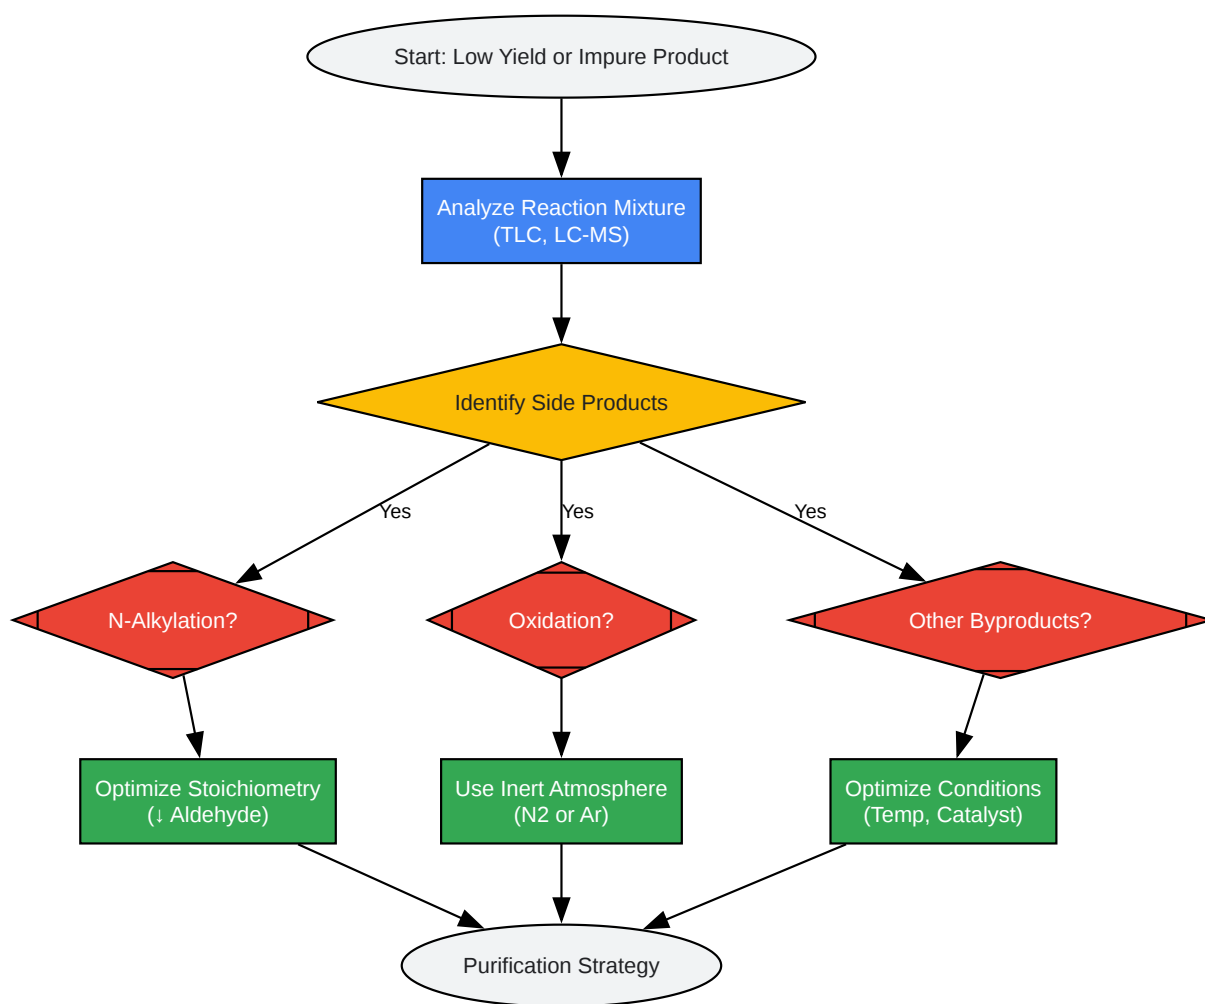 Start: Low Yield or Impure Product
Analyze Reaction Mixture
(TLC, LC-MS)
Identify Side Products
Yes
Yes
Yes
N-Alkylation?
Oxidation?
Other Byproducts?
Optimize Stoichiometry
(↓ Aldehyde)
Use Inert Atmosphere
(N2 or Ar)
Optimize Conditions
(Temp, Catalyst)
Purification Strategy